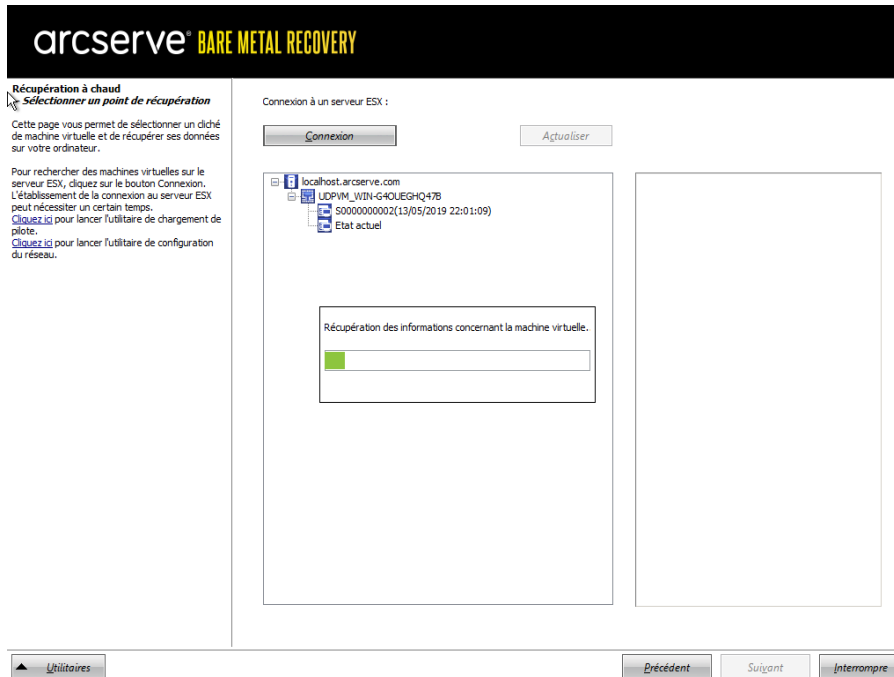 arcserve® BARE METAL RECOVERY
Récupération à chaud
- Sélectionner un point de récupération
Cette page vous permet de sélectionner un cliché
de machine virtuelle et de récupérer ses données
sur votre ordinateur.
Pour rechercher des machines virtuelles sur le
serveur ESX, cliquez sur le bouton Connexion.
L'établissement de la connexion au serveur ESX
peut nécessiter un certain temps.
Cliquez ici pour lancer l'utilitaire de chargement de
pilote.
Cliquez ici pour lancer l'utilitaire de configuration
du réseau.
Connexion à un serveur ESX :
Connexion
Actualiser
localhost.arcserve.com
UDPVM_WIN-G4OUEGHQ47B
S0000000002(13/05/2019 22:01:09)
Etat actuel
Récupération des informations concernant la machine virtuelle.
Utilitaires
Précédent
Suivant
Interrompre